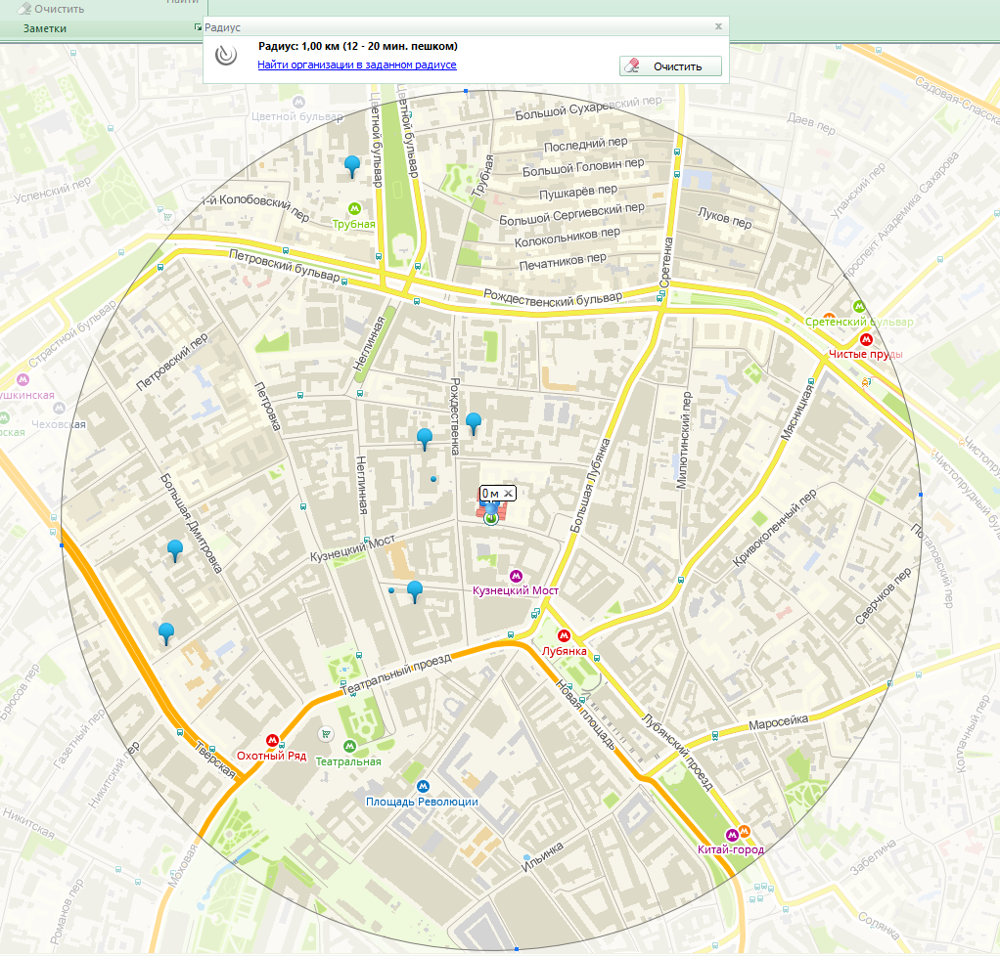 Очистить
Найти
Заметки
Радиус
Радиус: 1,00 км (12 - 20 мин. пешком)
Найти организации в заданном радиусе
Очистить
Садовая-Спасска
Цветной бульвар
Цветной бульвар
Цветной бульвар
Большой Сухаревский пер
Даев пер
Последний пер
Большой Головин пер
Трубная
Пушкарёв пер
Уланский пер
проспект Академика Сахарова
Успенский пер
1-й Колобовский пер
Большой Сергиевский пер
Луков пер
Трубная
Колокольников пер
Сретенка
Печатников пер
Петровский бульвар
Рождественский бульвар
Страстной бульвар
Сретенский бульвар
Чистые пруды
Неглинная
Петровский пер
ушкинская
Чеховская
рская
Петровка
Рождественка
Милютинский пер
Мясницкая
Чистопр
Чистопрудный бул
Большая Лубянка
Неглинная
Большая Дмитровка
0 м
Кузнецкий Мост
Кривоколенный пер
Потаповский пер
Кузнецкий Мост
Сверчков пер
Лубянка
Театральный проезд
Новая площадь
Брюсов пер
Газетный пер
Лубянский проезд
Маросейка
Колпачный пер
Охотный Ряд
Театральная
Тверская
Никитский пер
Площадь Революции
Никитская
Китай-город
Ильинка
Моховая
Забелина
Романов пер
Солянка